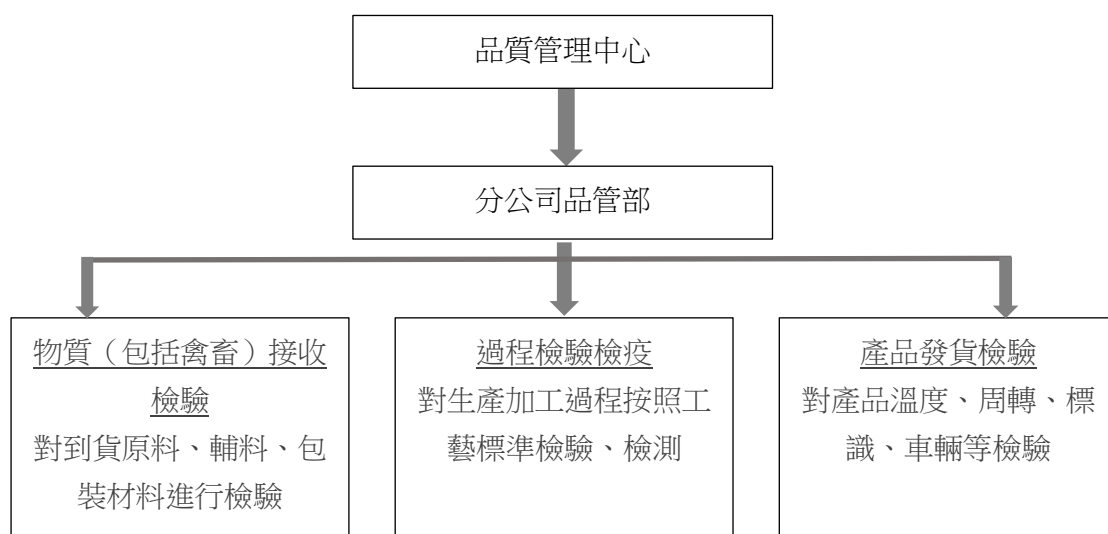 品質管理中心
分公司品管部
物質（包括禽畜）接收
檢驗
對到貨原料、輔料、包
裝材料進行檢驗
過程檢驗檢疫
對生產加工過程按照工
藝標準檢驗、檢測
產品發貨檢驗
對產品溫度、周轉、標
識、車輛等檢驗